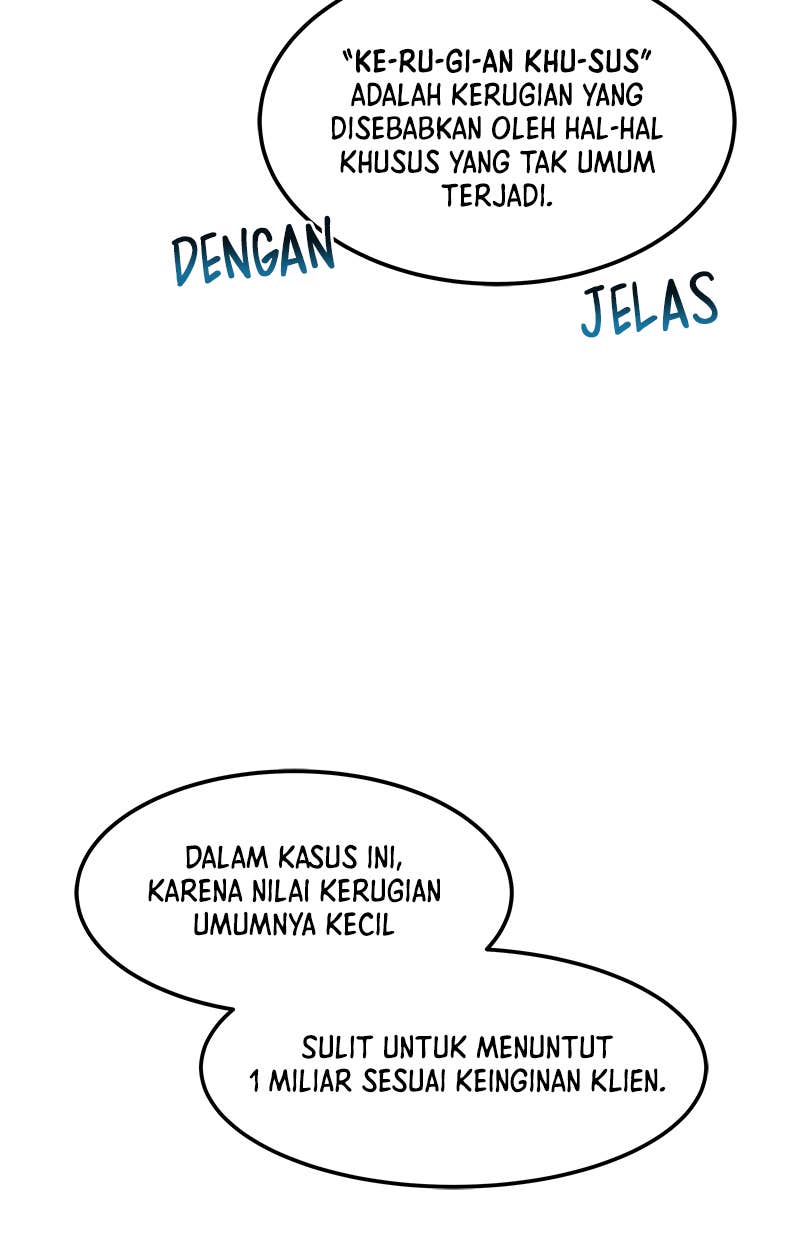 "KE-RU-GI-AN KHU-SUS"
ADALAH KERUGIAN YANG
DISEBABKAN OLEH HAL-HAL
KHUSUS YANG TAK UMUM
TERJADI.
DENGAN
JELAS
DALAM KASUS INI,
KARENA NILAI KERUGIAN
UMUMNYA KECIL
SULIT UNTUK MENUNTUT
1 MILIAR SESUAI KEINGINAN KLIEN.